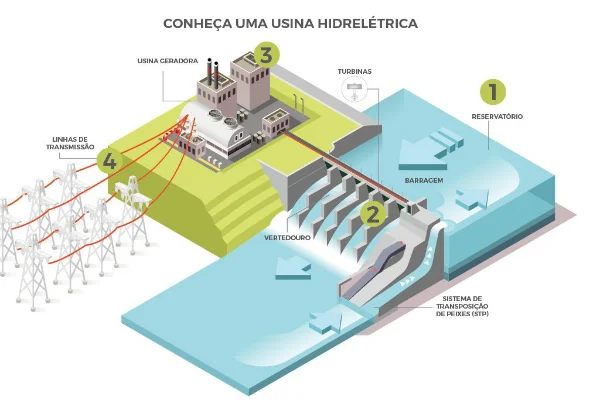 CONHEÇA UMA USINA HIDRELÉTRICA
USINA GERADORA
3
TURBINAS
1
RESERVATÓRIO
LINHAS DE
TRANSMISSÃO
4
BARRAGEM
2
VERTEDOURO
SISTEMA DE
TRANSPOSIÇÃO
DE PEIXES (STP)